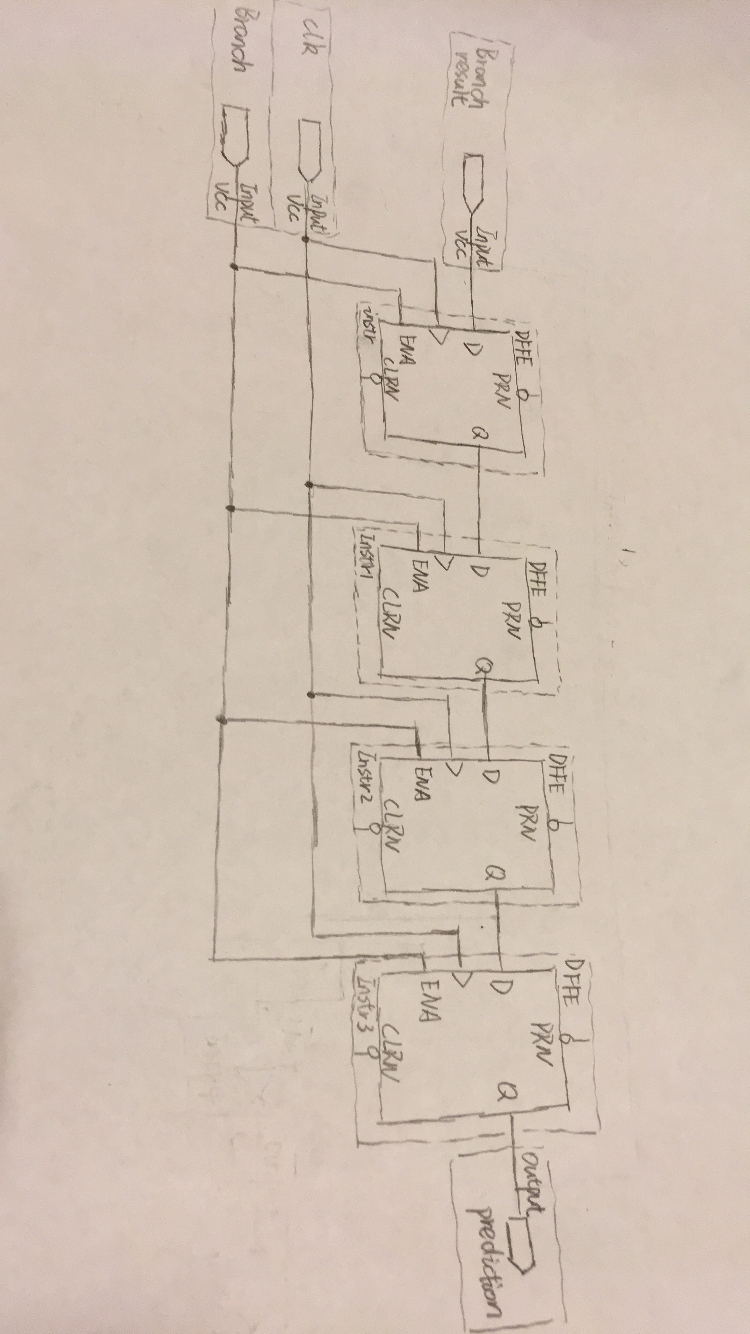 Branch
result
Input
Vcc
clk
Input
Vcc
Branch
Input
Vcc
DFFE
PRN
D
Q
ENA
CLRN
instr
DFFE
PRN
D
Q
ENA
CLRN
Instr1
DFFE
PRN
D
Q
ENA
CLRN
Instr2
DFFE
PRN
D
Q
ENA
CLRN
Instr3
Output
prediction